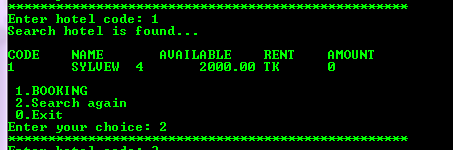 **************************************************
Enter hotel code: 1
Search hotel is found...
CODE NAME AVAILABLE RENT AMOUNT
1 SYLVEW 4 2000.00 TK 0
1.BOOKING
2.Search again
0.Exit
Enter your choice: 2
**************************************************